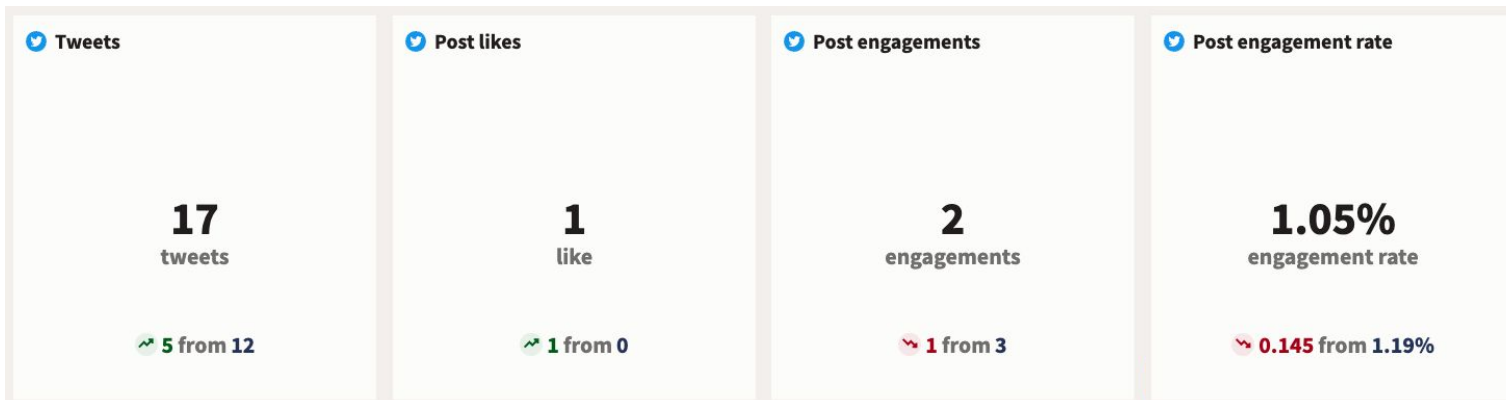 Tweets
17
tweets
5 from 12
Post likes
1
like
1 from 0
Post engagements
2
engagements
1 from 3
Post engagement rate
1.05%
engagement rate
0.145 from 1.19%